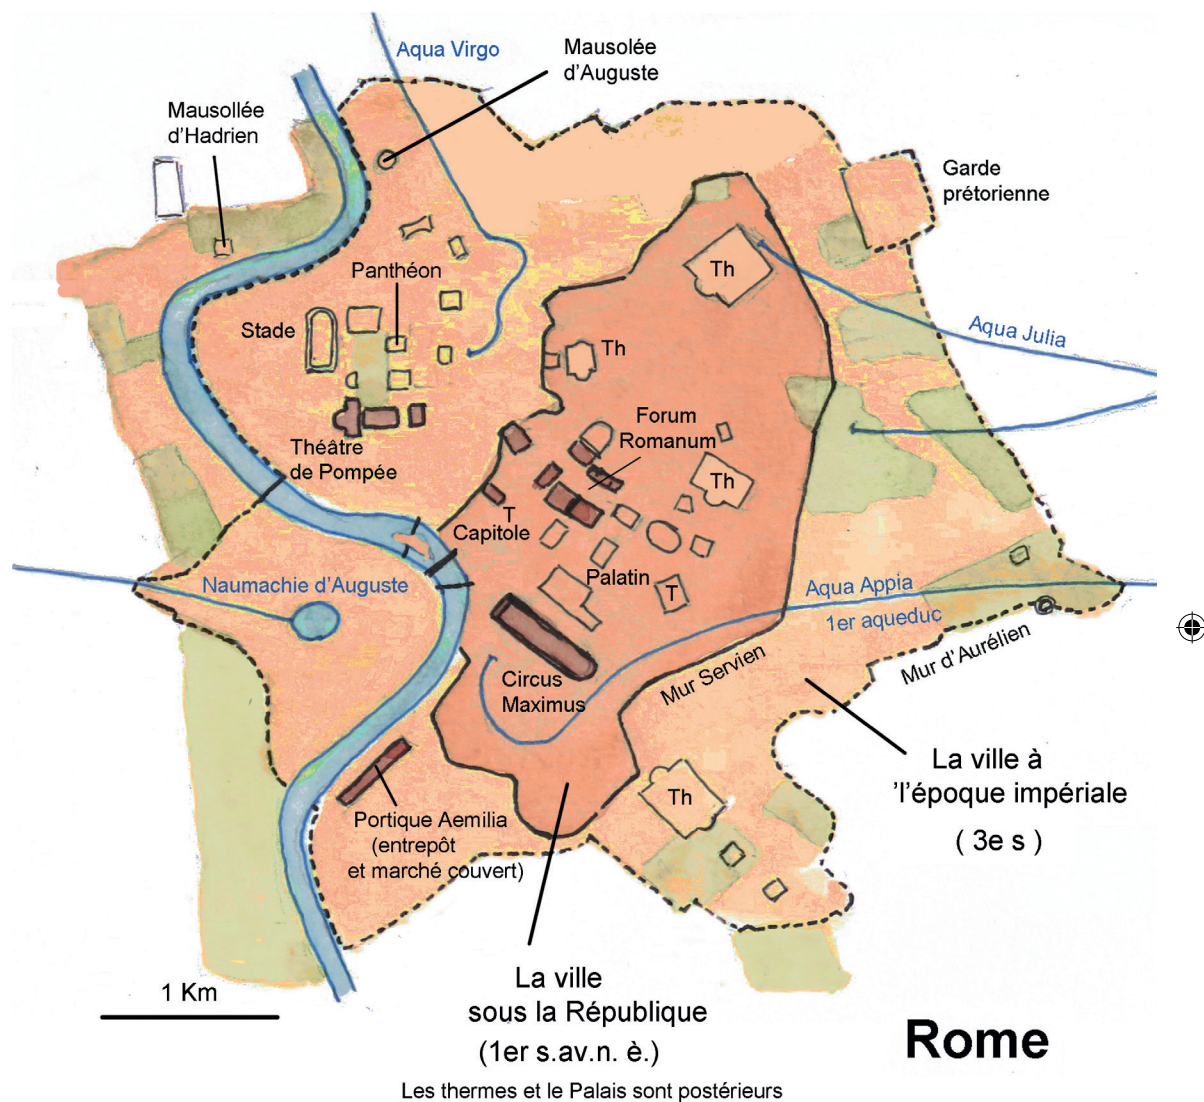 Aqua Virgo
Mausolée
d'Auguste
Mausollée
d'Hadrien
Garde
prétorienne
Panthéon
Stade
Th
Aqua Julia
Th
Forum
Romanum
Théâtre
de Pompée
Th
T
Capitole
Palatin
T
Naumachie d'Auguste
Aqua Appia
1er aqueduc
Mur Servien
Mur d'Aurélien
Circus
Maximus
La ville à
'l'époque impériale
( 3e s )
Th
Portique Aemilia
(entrepôt
et marché couvert)
1 Km
La ville
sous la République
(1er s.av.n. è.)
Rome
Les thermes et le Palais sont postérieurs